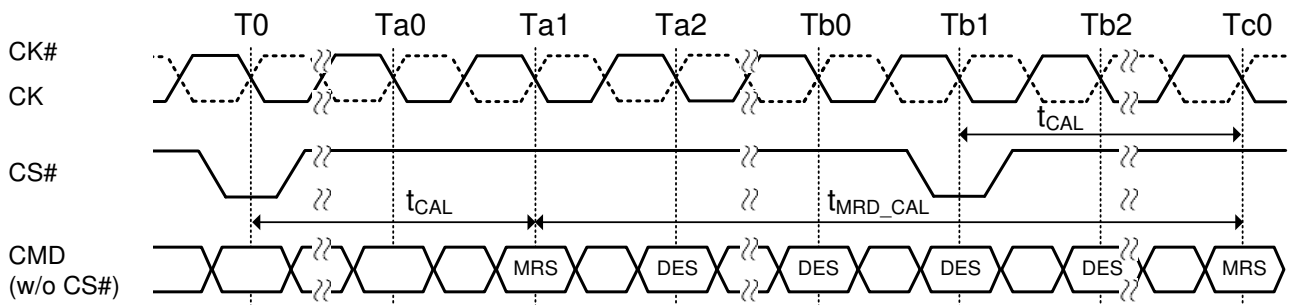 T0 Ta0 Ta1 Ta2 Tb0 Tb1 Tb2 Tc0
CK#
CK
tCAL
CS#
tCAL tMRD_CAL
CMD MRS DES DES DES DES MRS
(w/o CS#)